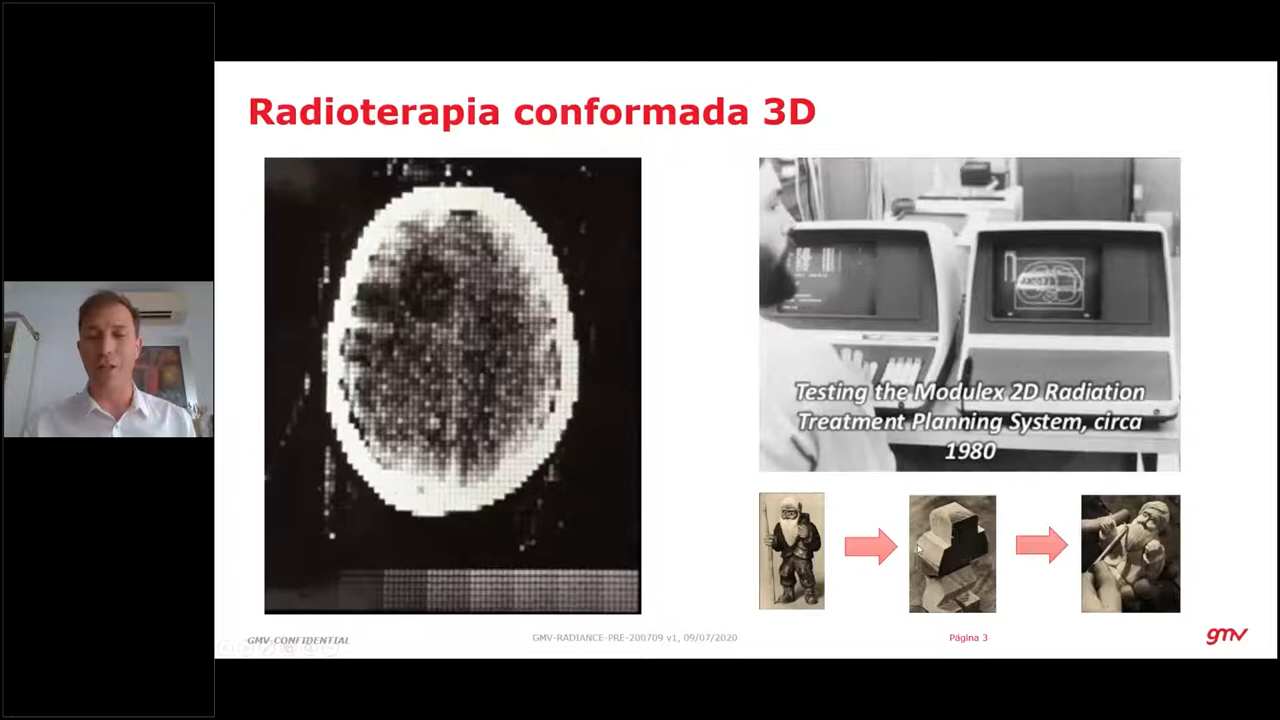 Radioterapia conformada 3D
Testing the Modulex 2D Radiation
Treatment Planning System, circa
1980
GMV-CONFIDENTIAL
GMV-RADIANCE-PRE-200709 v1, 09/07/2020
Página 3
gmv